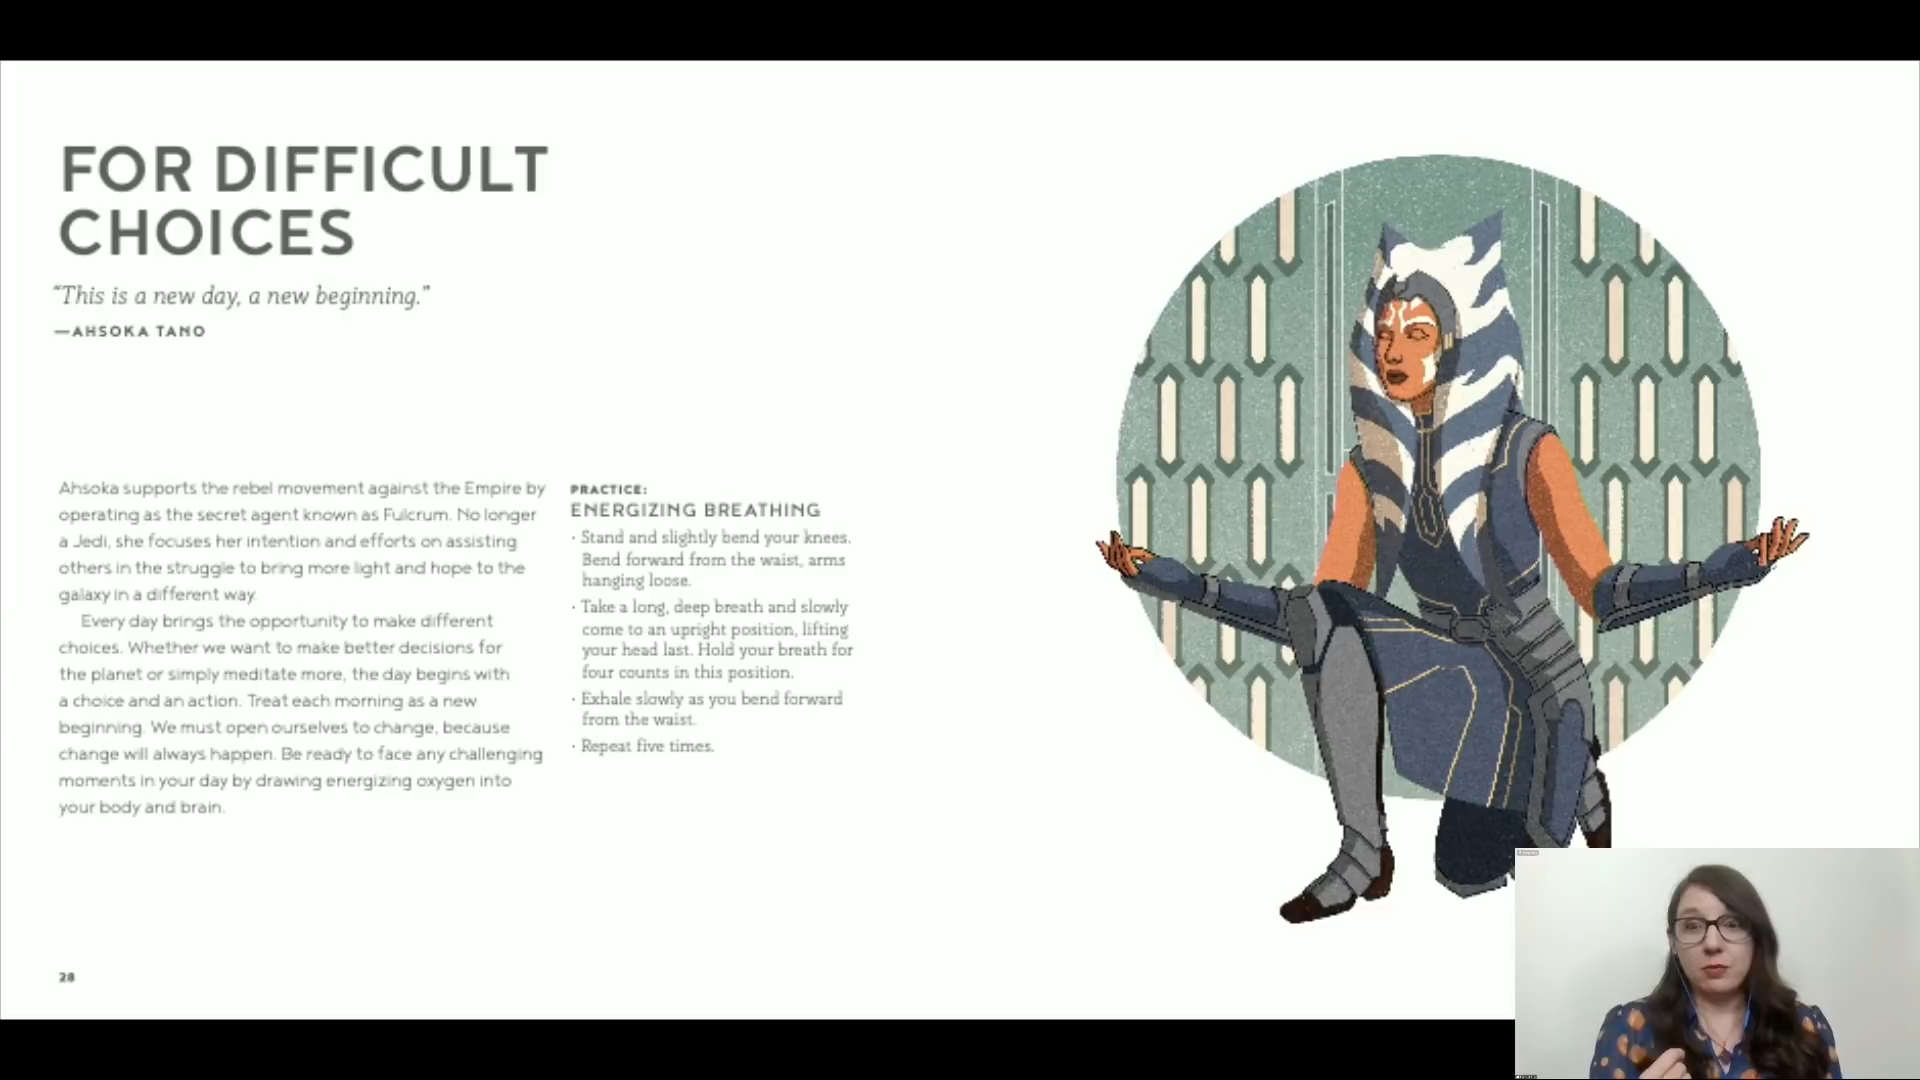 FOR DIFFICULT
CHOICES
“This is a new day, a new beginning.”
—AHSOKA TANO
Ahsoka supports the rebel movement against the Empire by
operating as the secret agent known as Fulcrum. No longer
a Jedi, she focuses her intention and efforts on assisting
others in the struggle to bring more light and hope to the
galaxy in a different way.
Every day brings the opportunity to make different
choices. Whether we want to make better decisions for
the planet or simply meditate more, the day begins with
a choice and an action. Treat each morning as a new
beginning. We must open ourselves to change, because
change will always happen. Be ready to face any challenging
moments in your day by drawing energizing oxygen into
your body and brain.
PRACTICE:
ENERGIZING BREATHING
· Stand and slightly bend your knees.
Bend forward from the waist, arms
hanging loose.
· Take a long, deep breath and slowly
come to an upright position, lifting
your head last. Hold your breath for
four counts in this position.
· Exhale slowly as you bend forward
from the waist.
· Repeat five times.
28